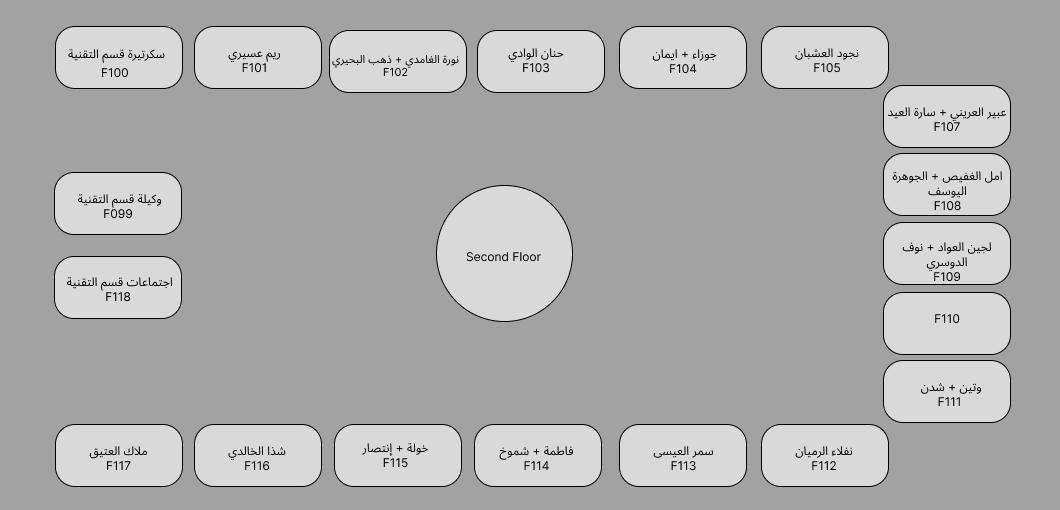 سكرتيرة قسم التقنية
F100
ريم عسيري
F101
نورة الغامدي + ذهب البحيري
F102
حنان الوادي
F103
جوزاء + ايمان
F104
نجود العشبان
F105
عبير العريني + سارة العيد
F107
امل الغفيص + الجوهرة
اليوسف
F108
لجين العواد + نوف
الدوسري
F109
F110
وتين + شدن
F111
وكيلة قسم التقنية
F099
اجتماعات قسم التقنية
F118
Second Floor
ملاك العتيق
F117
شذا الخالدي
F116
خولة + إنتصار
F115
فاطمة + شموخ
F114
سمر العيسى
F113
نفلاء الرميان
F112